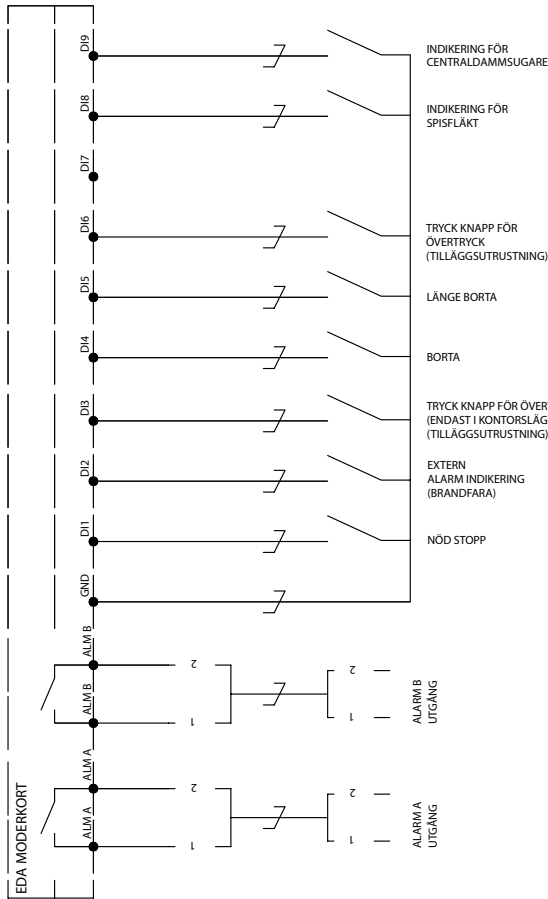 DI9
INDIKERING FÖR
CENTRALDAMMSUGARE
DI8
INDIKERING FÖR
SPISFLÄKT
DI7
DI6
TRYCK KNAPP FÖR
ÖVERTRYCK
(TILLÄGGSUTRUSTNING)
DI5
LÄNGE BORTA
DI4
BORTA
DI3
TRYCK KNAPP FÖR ÖVER
(ENDAST I KONTORSLÄG
(TILLÄGGSUTRUSTNING)
DI2
EXTERN
ALARM INDIKERING
(BRANDFARA)
DI1
NÖD STOPP
GND
ALM B
2
2
ALM B
1
1
ALARM B
UTGÅNG
ALM A
2
2
ALM A
1
1
ALARM A
UTGÅNG
EDA MODERKORT